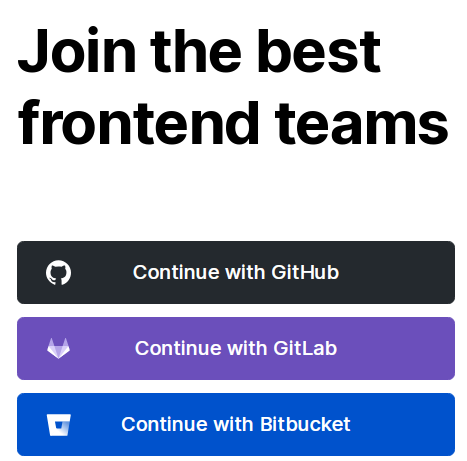 Join the best
frontend teams
Continue with GitHub
Continue with GitLab
Continue with Bitbucket